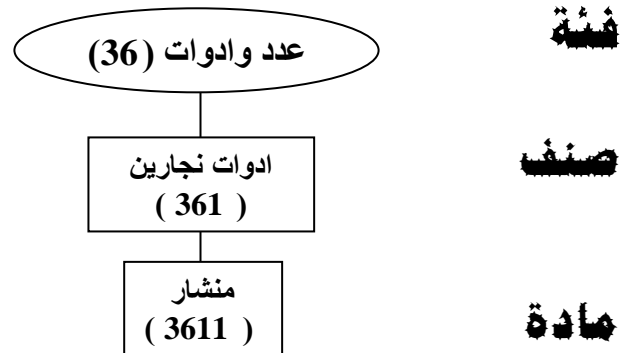 فئة
عدد وادوات (36)
صنف
ادوات نجارين
( 361 )
مادة
منشار
( 3611 )